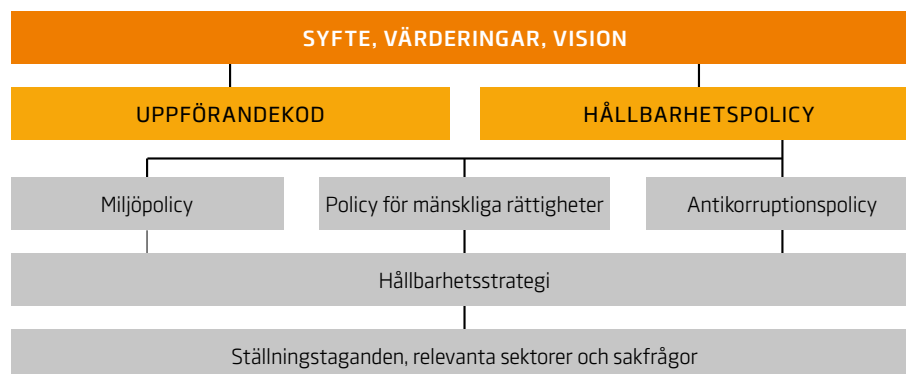 SYFTE, VÄRDERINGAR, VISION
UPPFÖRANDEKOD
HÅLLBARHETSPOLICY
Miljöpolicy
Policy för mänskliga rättigheter
Antikorruptionspolicy
Hållbarhetsstrategi
Ställningstaganden, relevanta sektorer och sakfrågor